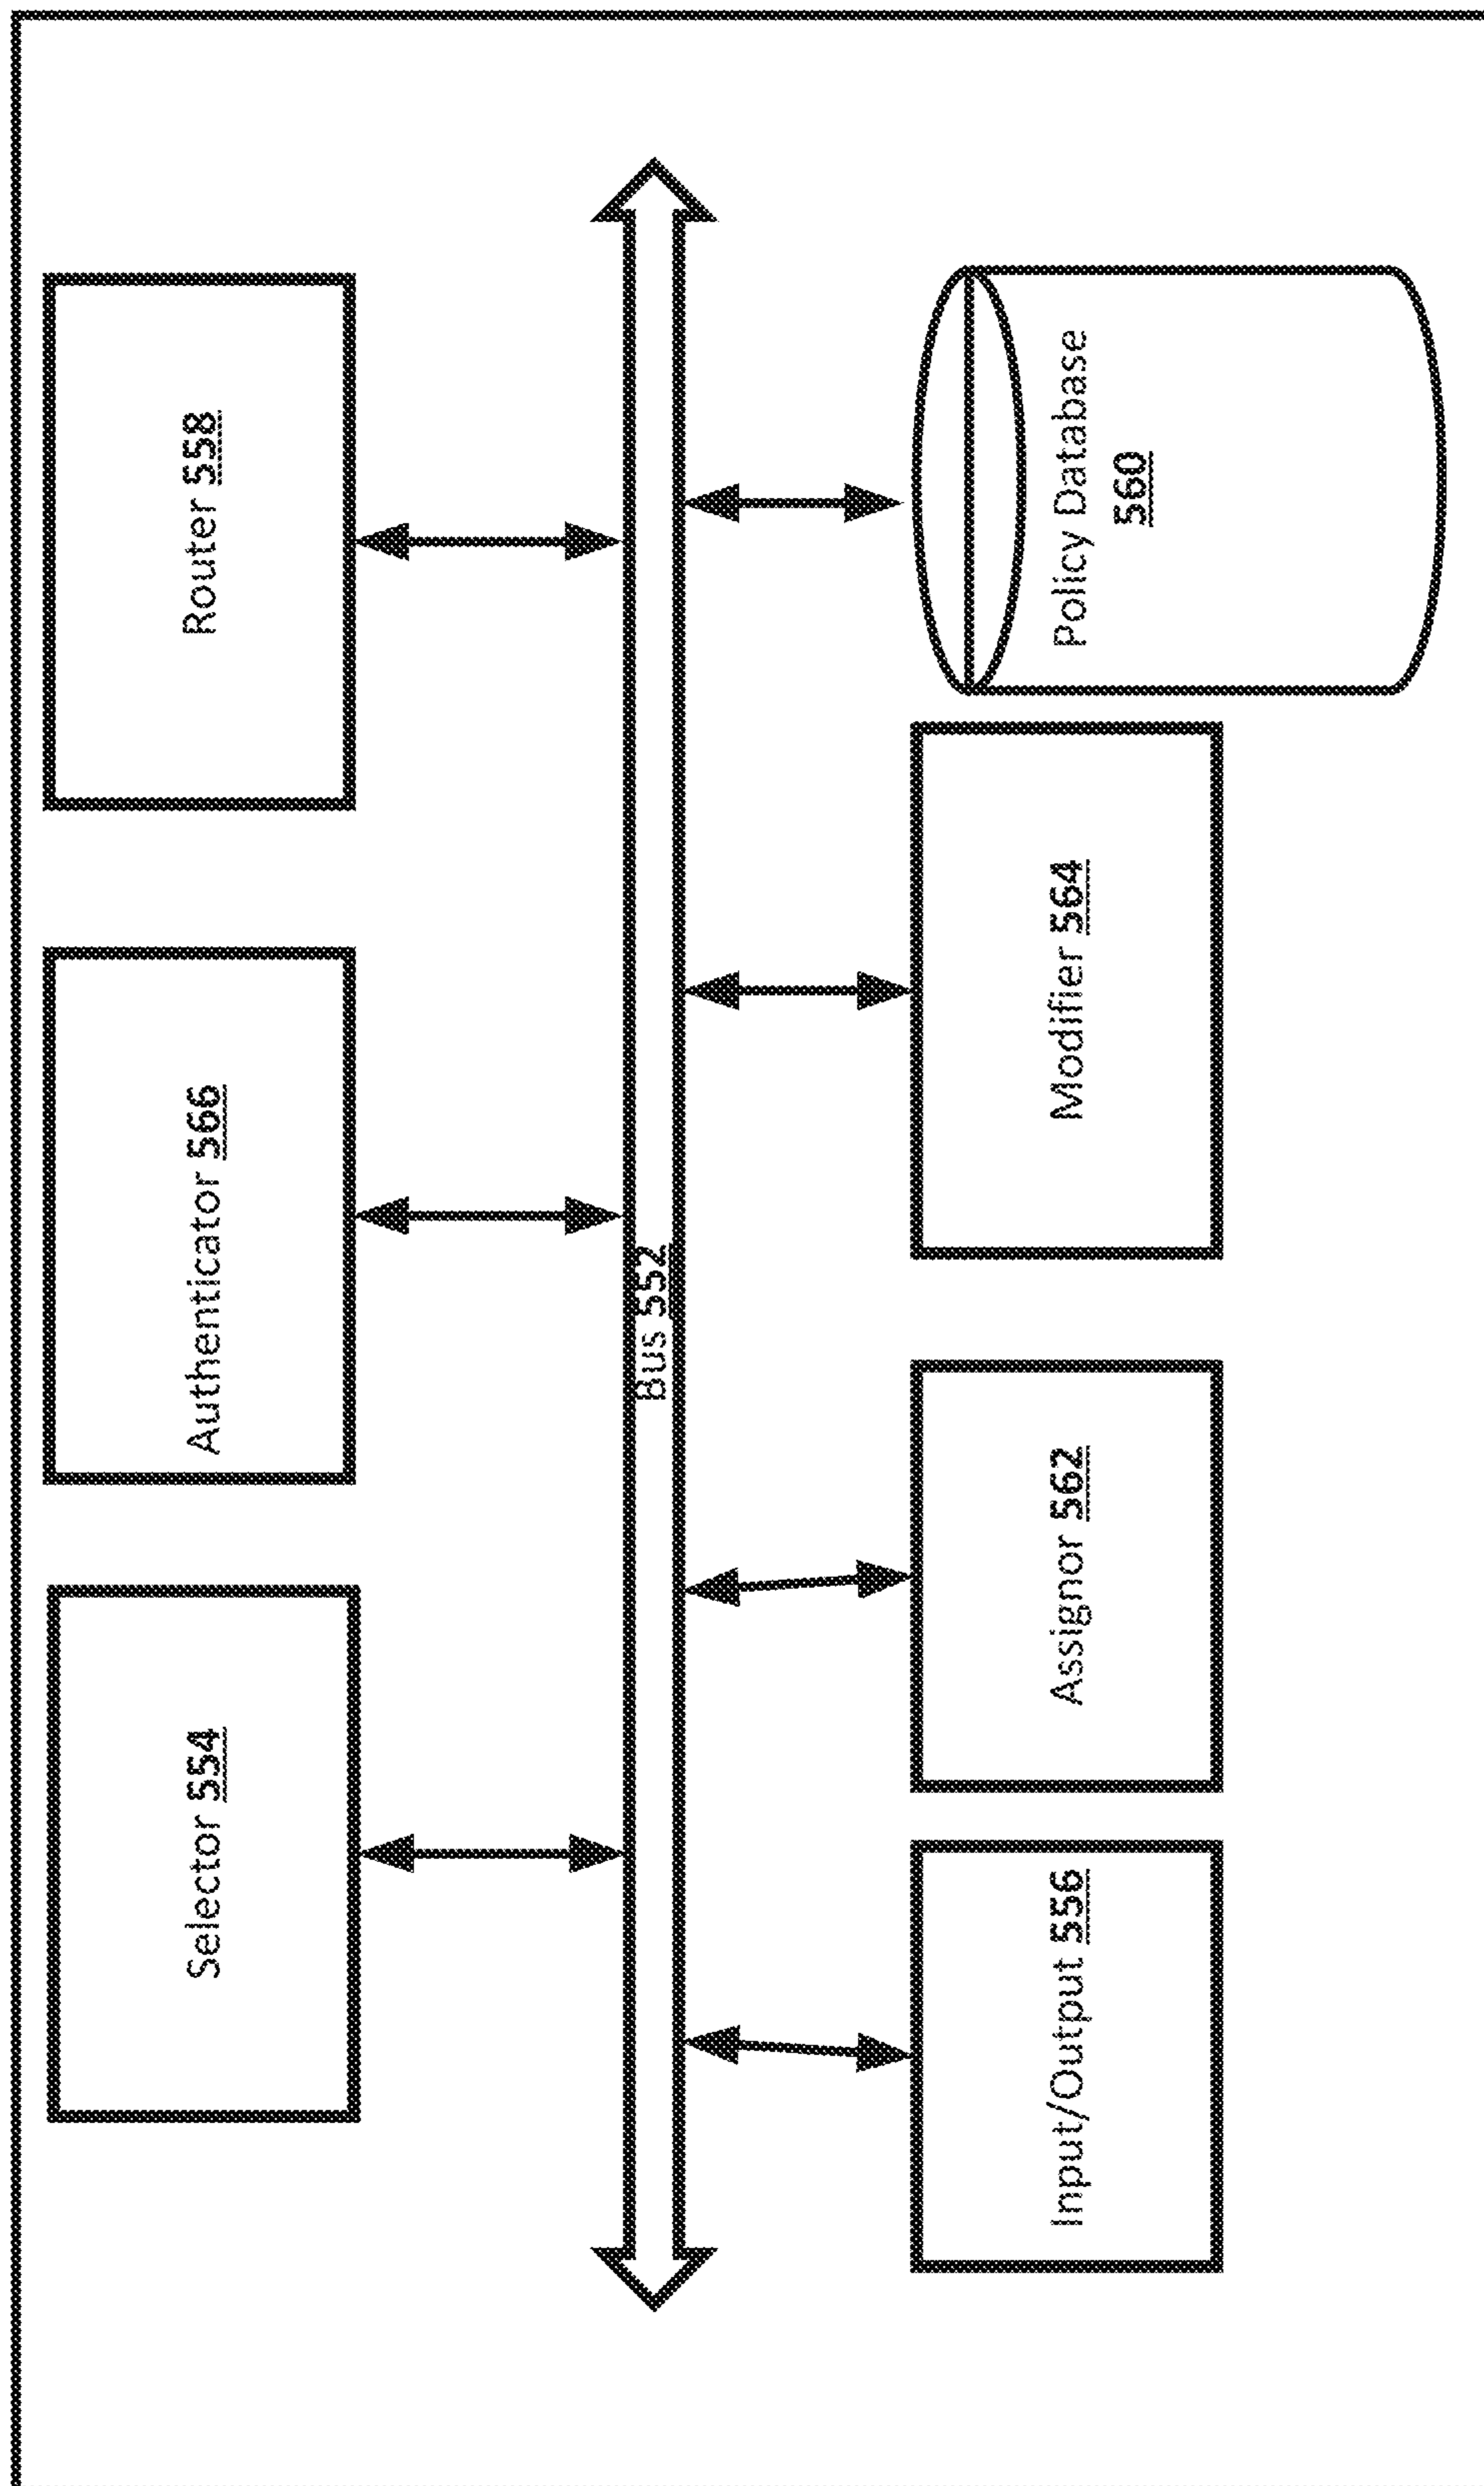 Selector 554
Authenticator 566
Router 558
Bus 552
Input/Output 556
Assignor 562
Modifier 564
Policy Database
560